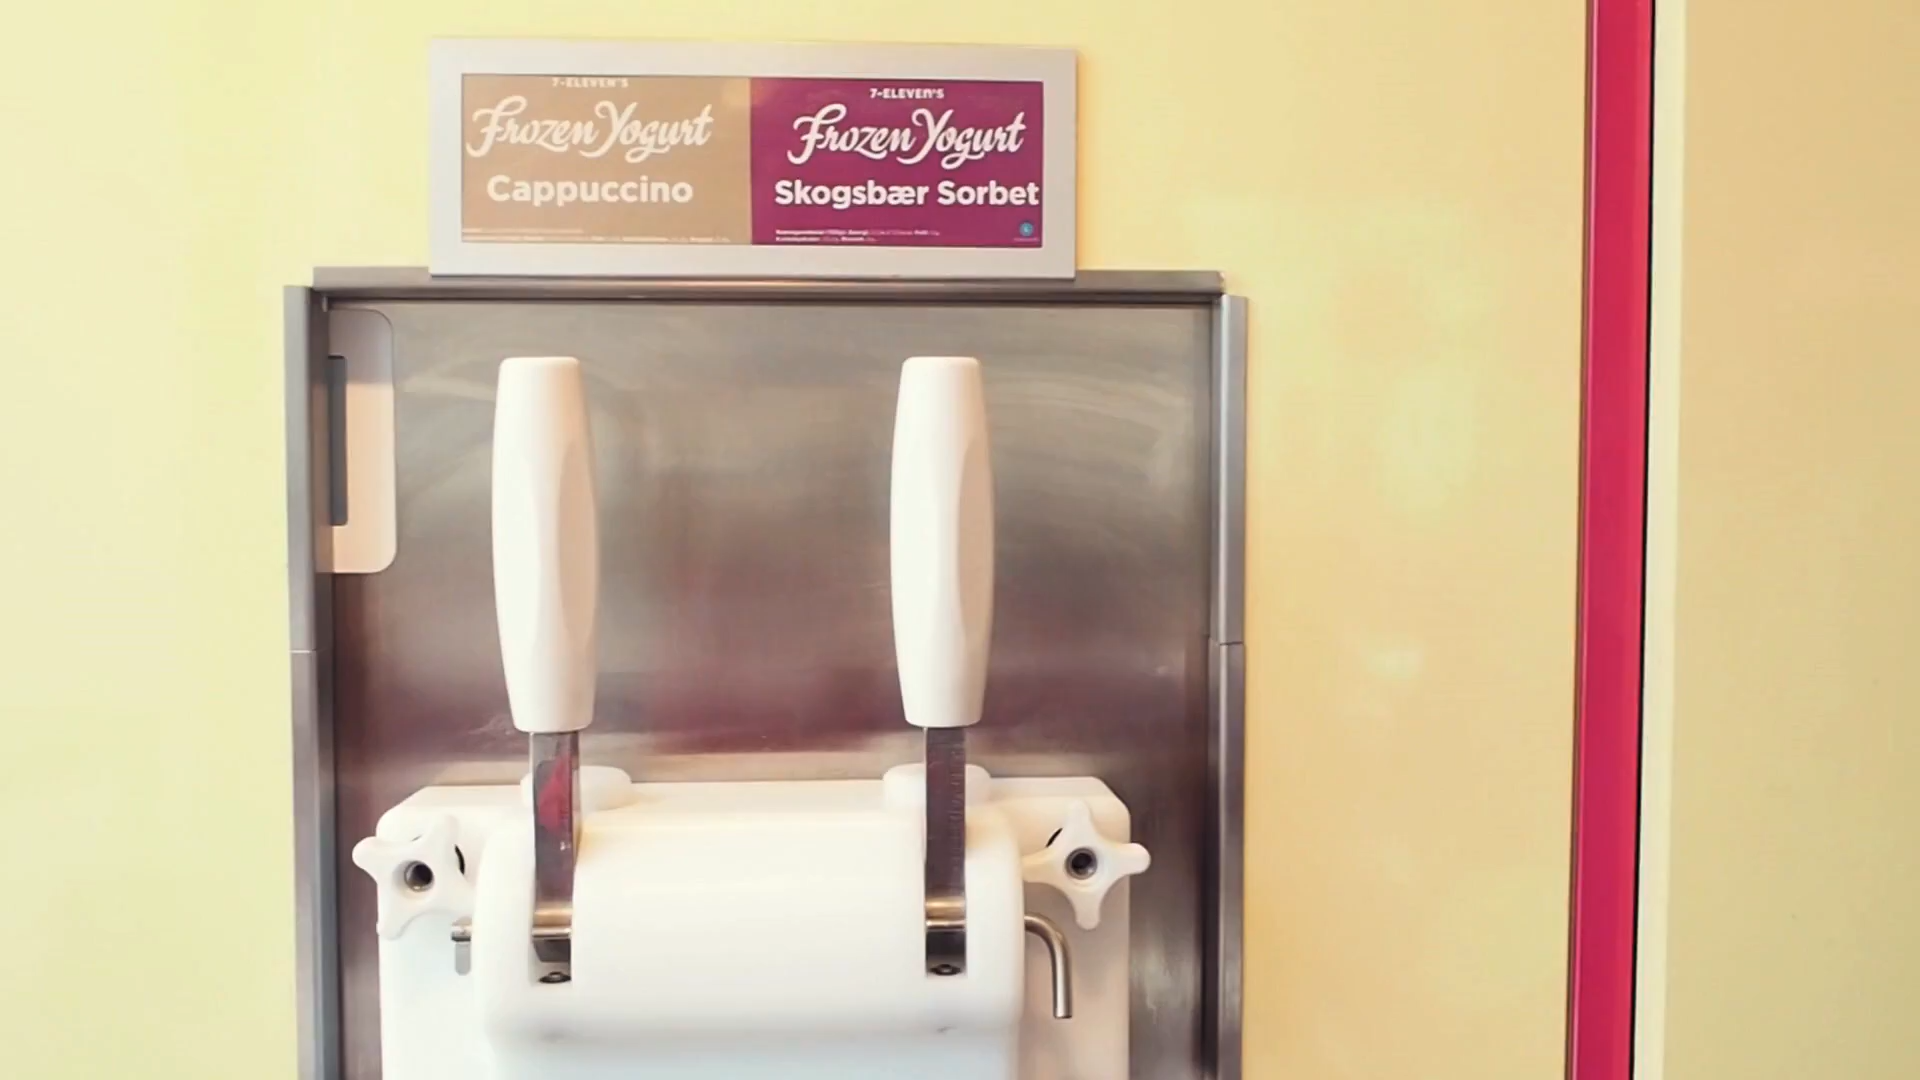 7-ELEVEN'S
Frozen Yogurt
Cappuccino
7-ELEVEN'S
Frozen Yogurt
Skogsbær Sorbet